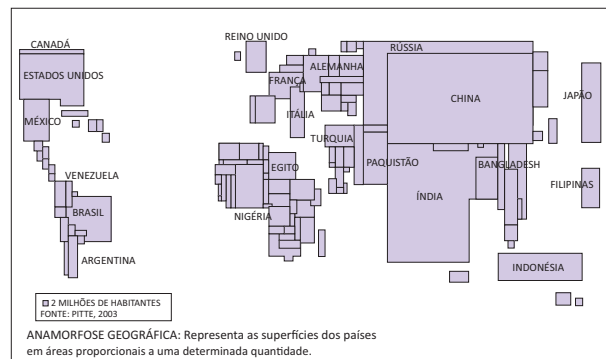 REINO UNIDO
CANADÁ
RÚSSIA
ESTADOS UNIDOS
ALEMANHA
FRANÇA
CHINA
JAPÃO
MÉXICO
ITÁLIA
TURQUIA
VENEZUELA
EGITO
PAQUISTÃO
BANGLADESH
FILIPINAS
BRASIL
NIGÉRIA
ÍNDIA
ARGENTINA
INDONÉSIA
2 MILHÕES DE HABITANTES
FONTE: PITTE, 2003
ANAMORFOSE GEOGRÁFICA: Representa as superfícies dos países
em áreas proporcionais a uma determinada quantidade.